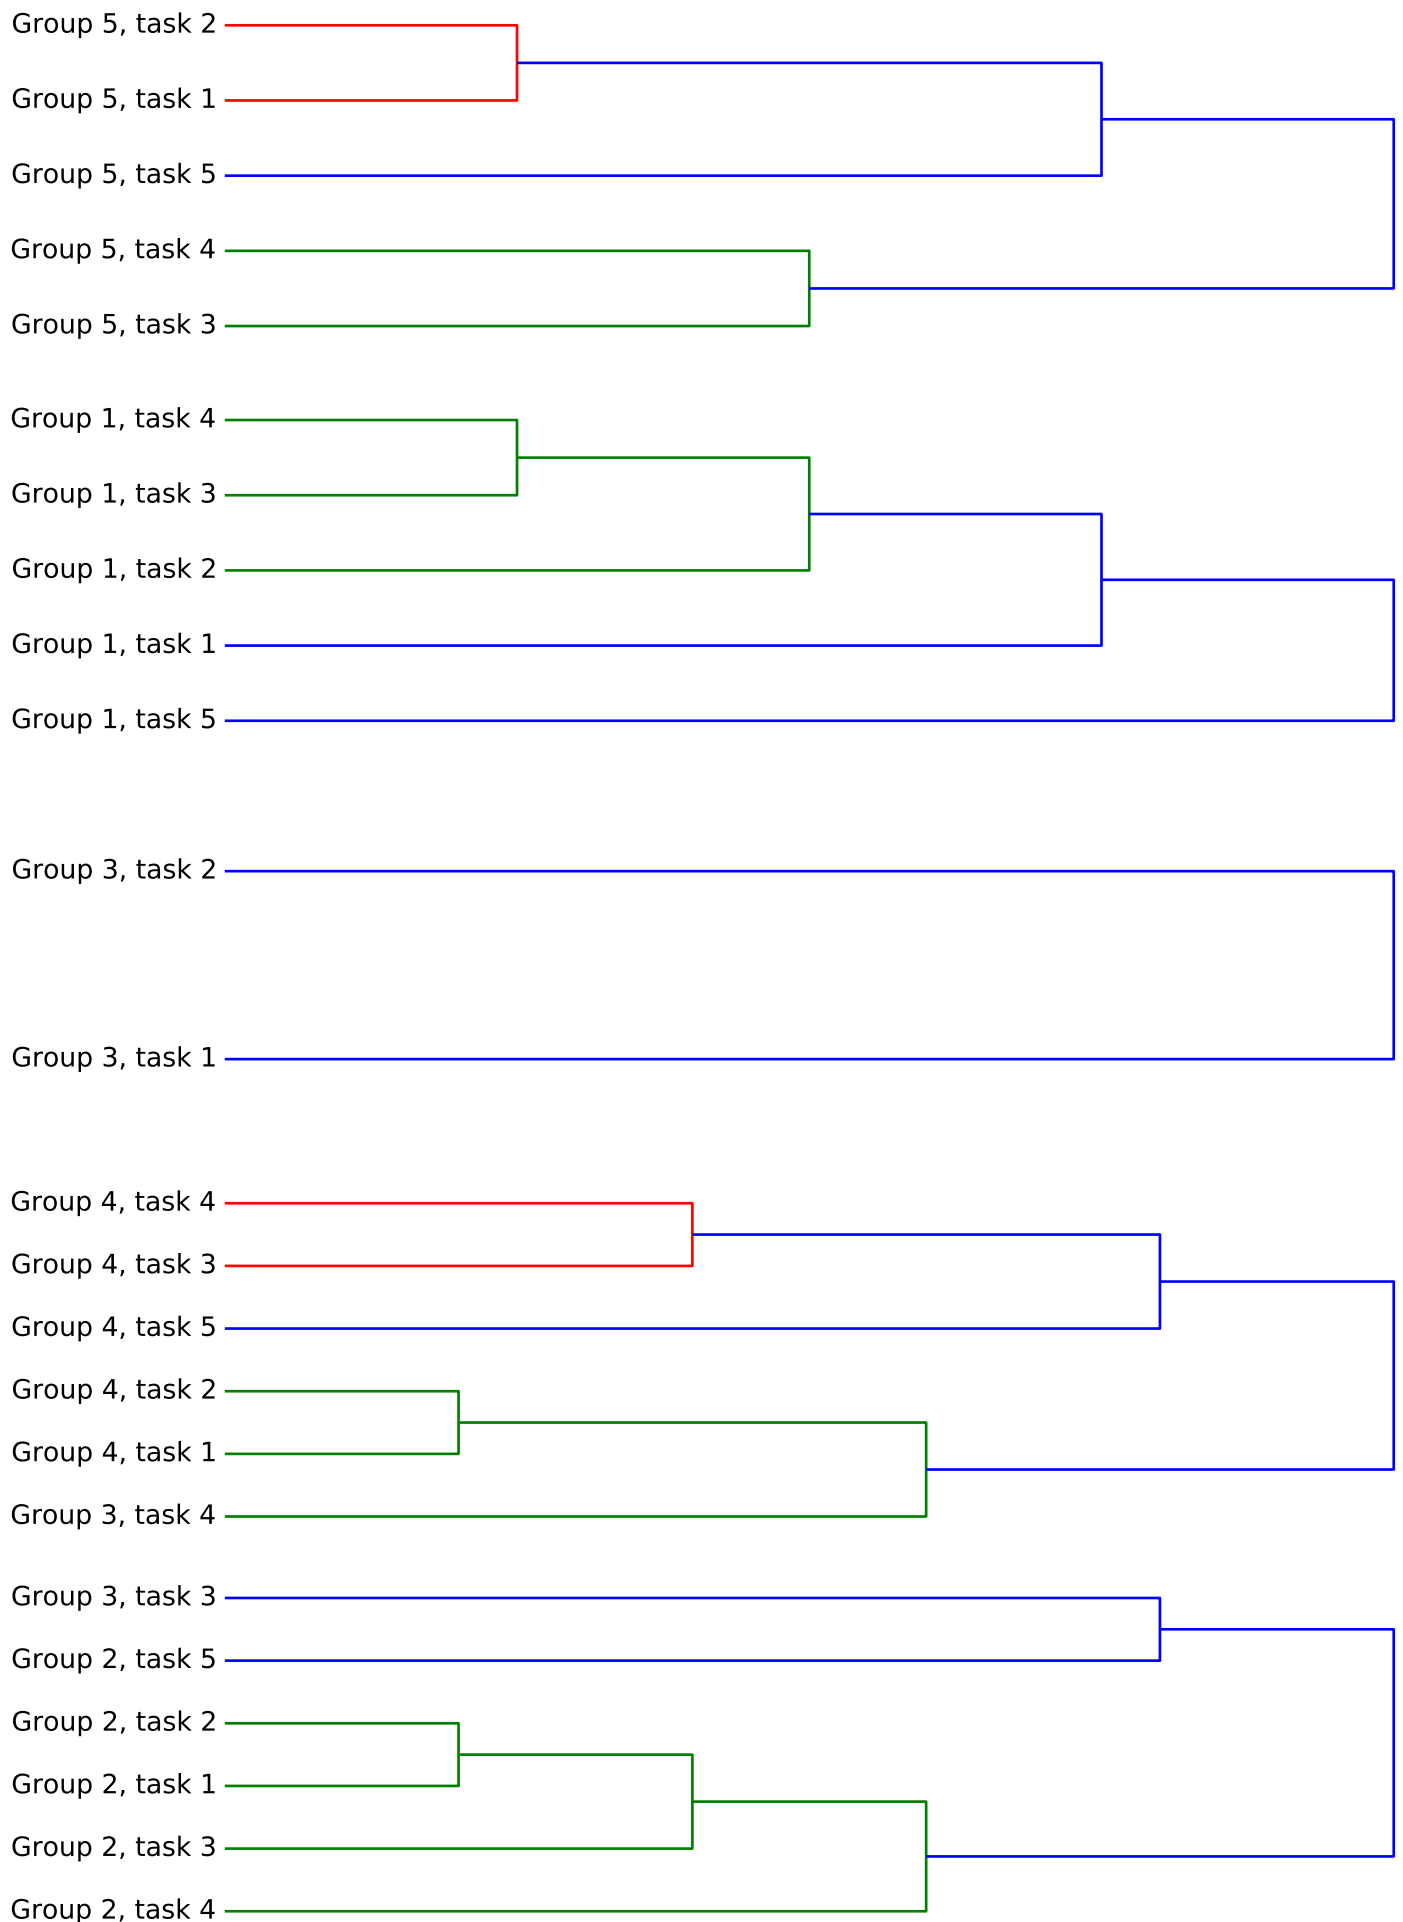 Group 5, task 2
Group 5, task 1
Group 5, task 5
Group 5, task 4
Group 5, task 3
Group 1, task 4
Group 1, task 3
Group 1, task 2
Group 1, task 1
Group 1, task 5
Group 3, task 2
Group 3, task 1
Group 4, task 4
Group 4, task 3
Group 4, task 5
Group 4, task 2
Group 4, task 1
Group 3, task 4
Group 3, task 3
Group 2, task 5
Group 2, task 2
Group 2, task 1
Group 2, task 3
Group 2, task 4